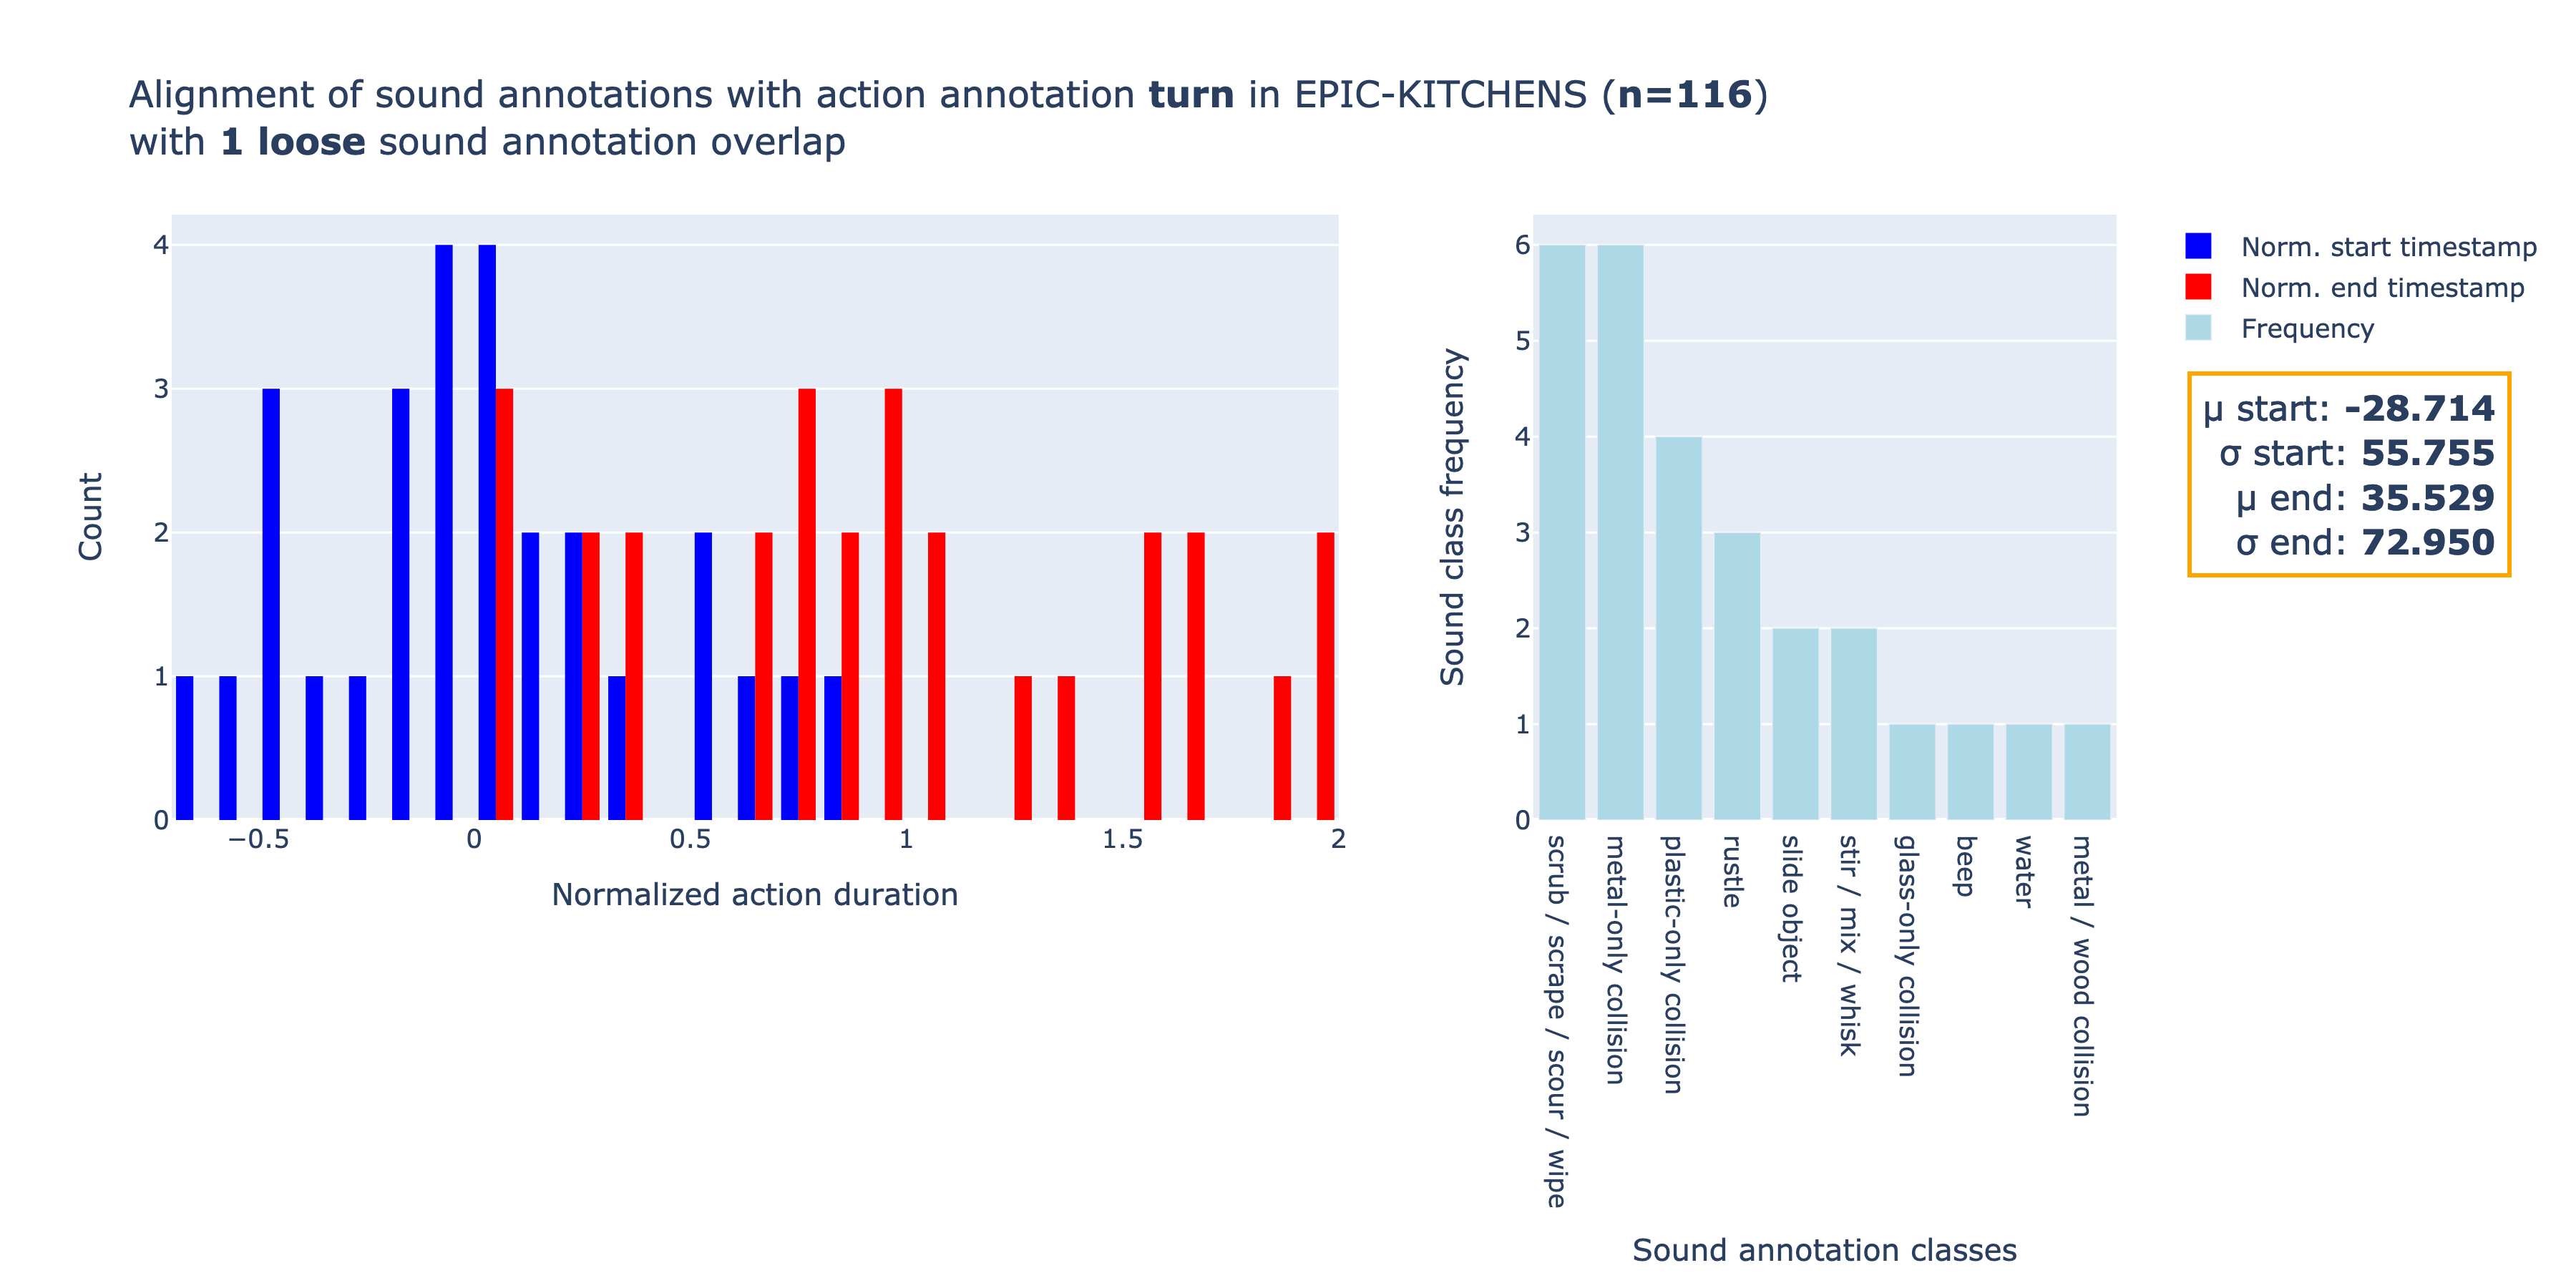 Alignment of sound annotations with action annotation turn in EPIC-KITCHENS (n=116)
with 1 loose sound annotation overlap
4
3
2
1
0
Count
−0.5
0
0.5
1
1.5
2
Normalized action duration
6
5
4
3
2
1
0
Sound class frequency
scrub / scrape / scour / wipe
metal-only collision
plastic-only collision
rustle
slide object
stir / mix / whisk
glass-only collision
beep
water
metal / wood collision
Sound annotation classes
Norm. start timestamp
Norm. end timestamp
Frequency
μ start: -28.714
σ start: 55.755
μ end: 35.529
σ end: 72.950